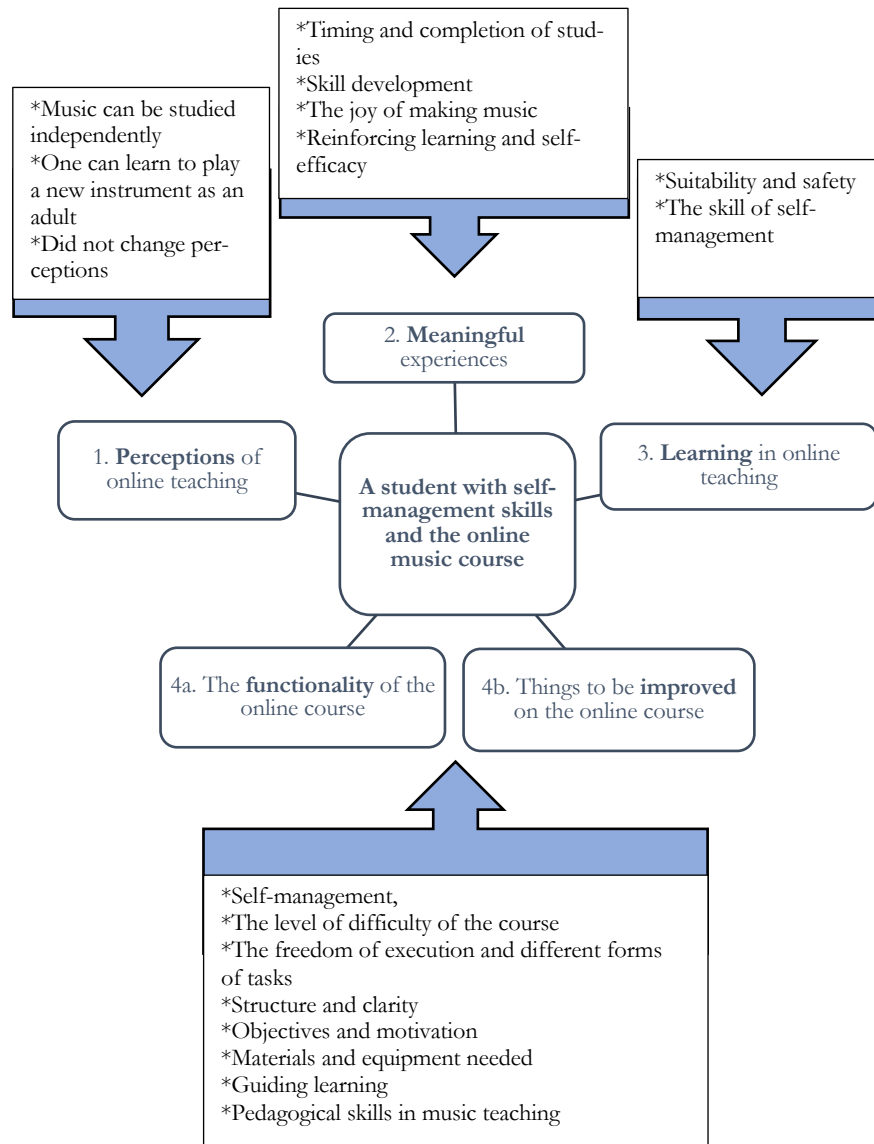 *Timing and completion of stud-
ies
*Skill development
*The joy of making music
*Reinforcing learning and self-
efficacy
*Music can be studied
independently
*One can learn to play
a new instrument as an
adult
*Did not change per-
ceptions
*Suitability and safety
*The skill of self-
management
2. Meaningful
experiences
1. Perceptions of
online teaching
3. Learning in online
teaching
A student with self-
management skills
and the online
music course
4a. The functionality of the
online course
4b. Things to be improved
on the online course
*Self-management,
*The level of difficulty of the course
*The freedom of execution and different forms
of tasks
*Structure and clarity
*Objectives and motivation
*Materials and equipment needed
*Guiding learning
*Pedagogical skills in music teaching